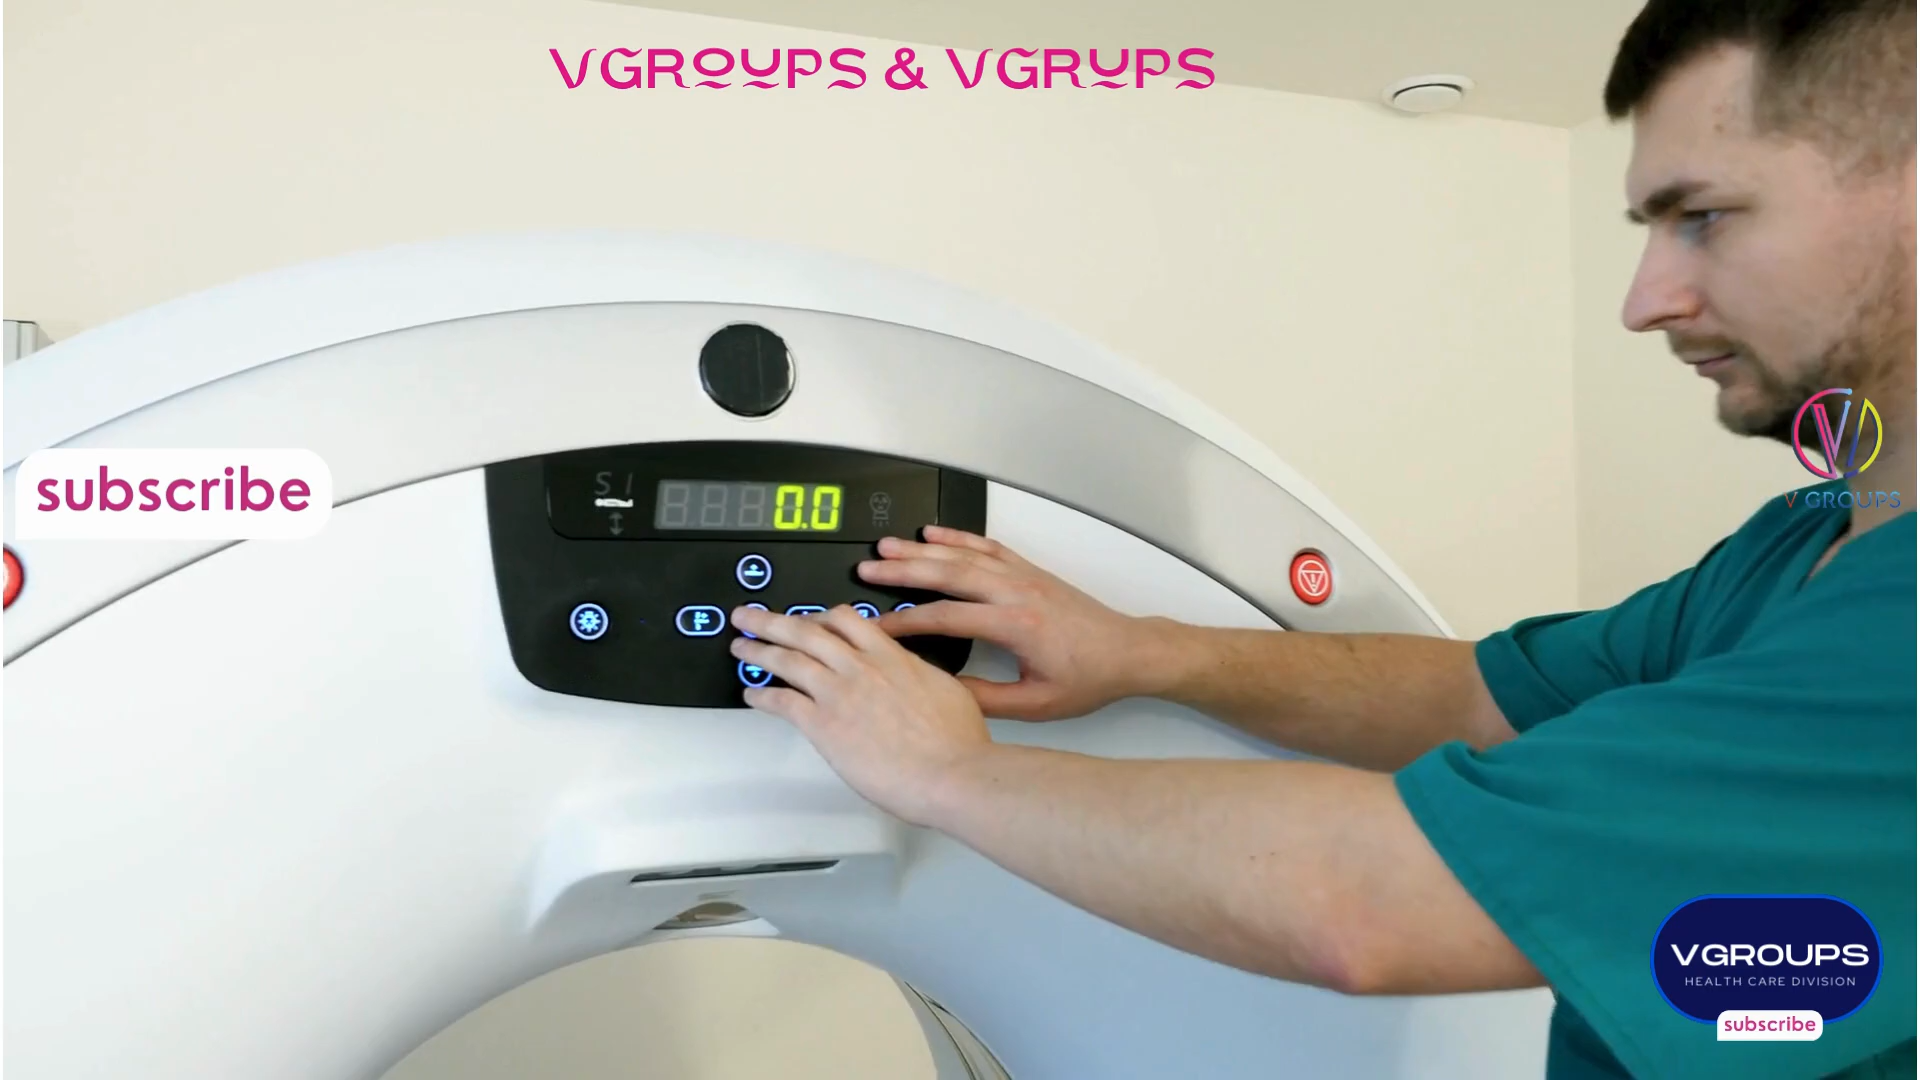 VGROUPS & VGRUPS
subscribe
S I
0.0
V GROUPS
VGROUPS
HEALTH CARE DIVISION
subscribe